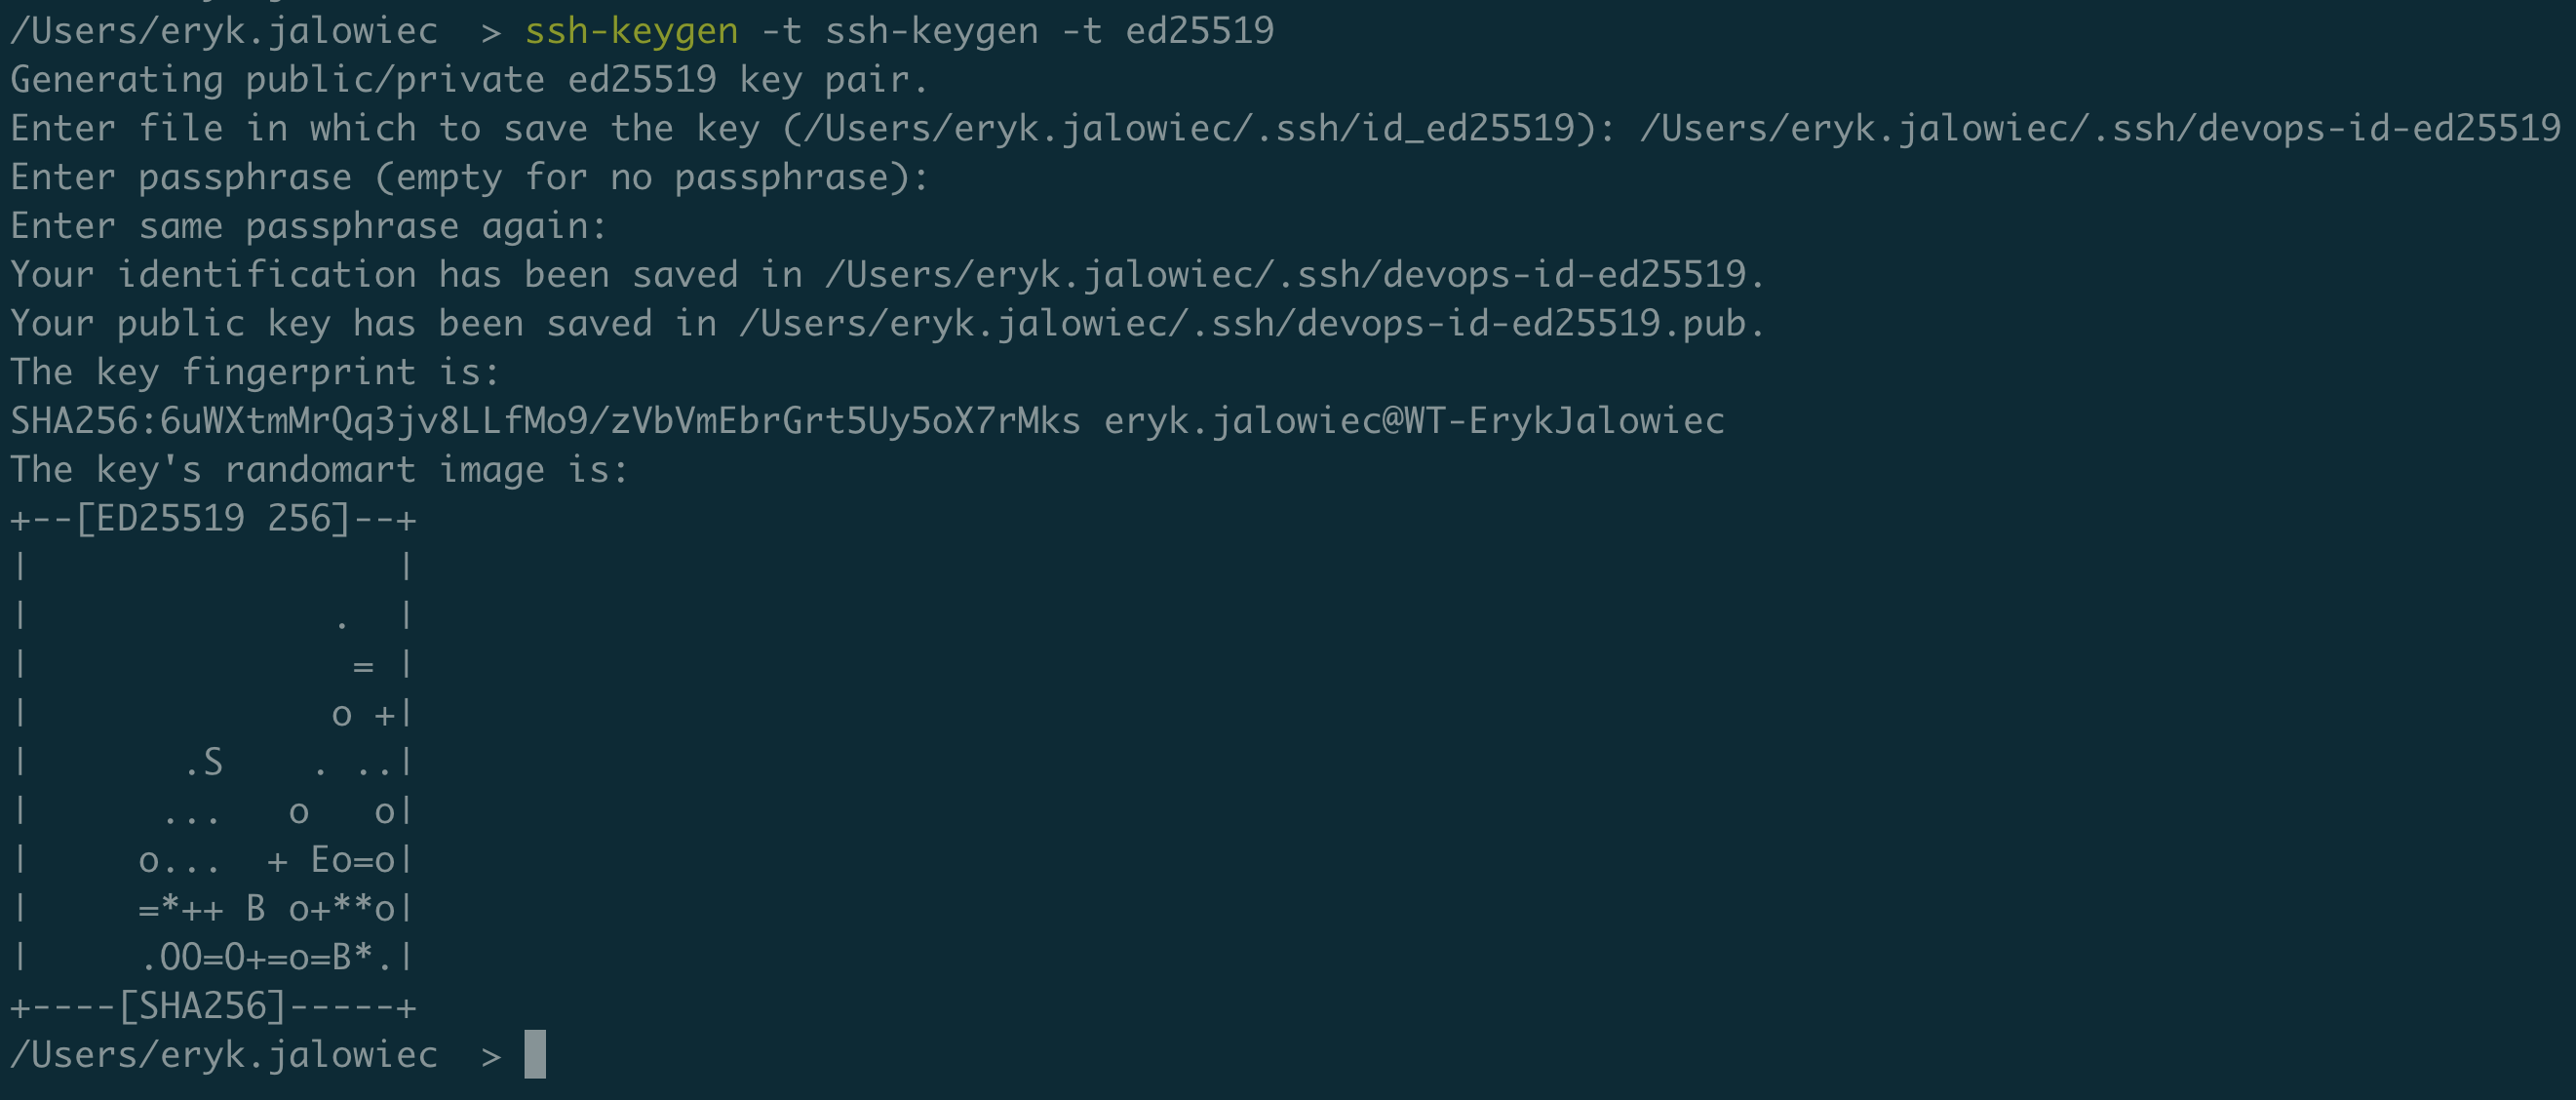 /Users/eryk.jalowiec  > ssh-keygen -t ssh-keygen -t ed25519
Generating public/private ed25519 key pair.
Enter file in which to save the key (/Users/eryk.jalowiec/.ssh/id_ed25519): /Users/eryk.jalowiec/.ssh/devops-id-ed25519
Enter passphrase (empty for no passphrase):
Enter same passphrase again:
Your identification has been saved in /Users/eryk.jalowiec/.ssh/devops-id-ed25519.
Your public key has been saved in /Users/eryk.jalowiec/.ssh/devops-id-ed25519.pub.
The key fingerprint is:
SHA256:6uWXtmMrQq3jv8LLfMo9/zVbVmEbrGrt5Uy5oX7rMks eryk.jalowiec@WT-ErykJalowiec
The key's randomart image is:
+--[ED25519 256]--+
|                 |
|              .  |
|               = |
|              o +|
|       .S    . ..|
|      ...   o   o|
|     o...  + Eo=o|
|     =*++ B o+**o|
|     .OO=O+=o=B*.|
+----[SHA256]-----+
/Users/eryk.jalowiec  >